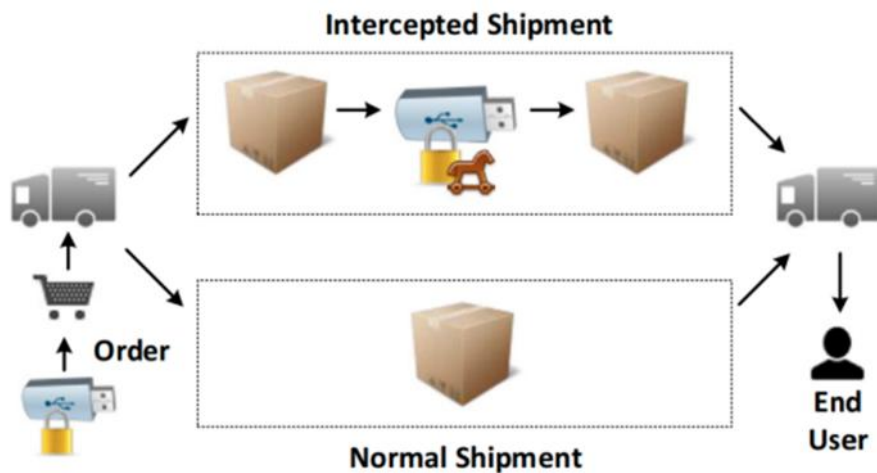 Intercepted Shipment
Order
End
User
Normal Shipment